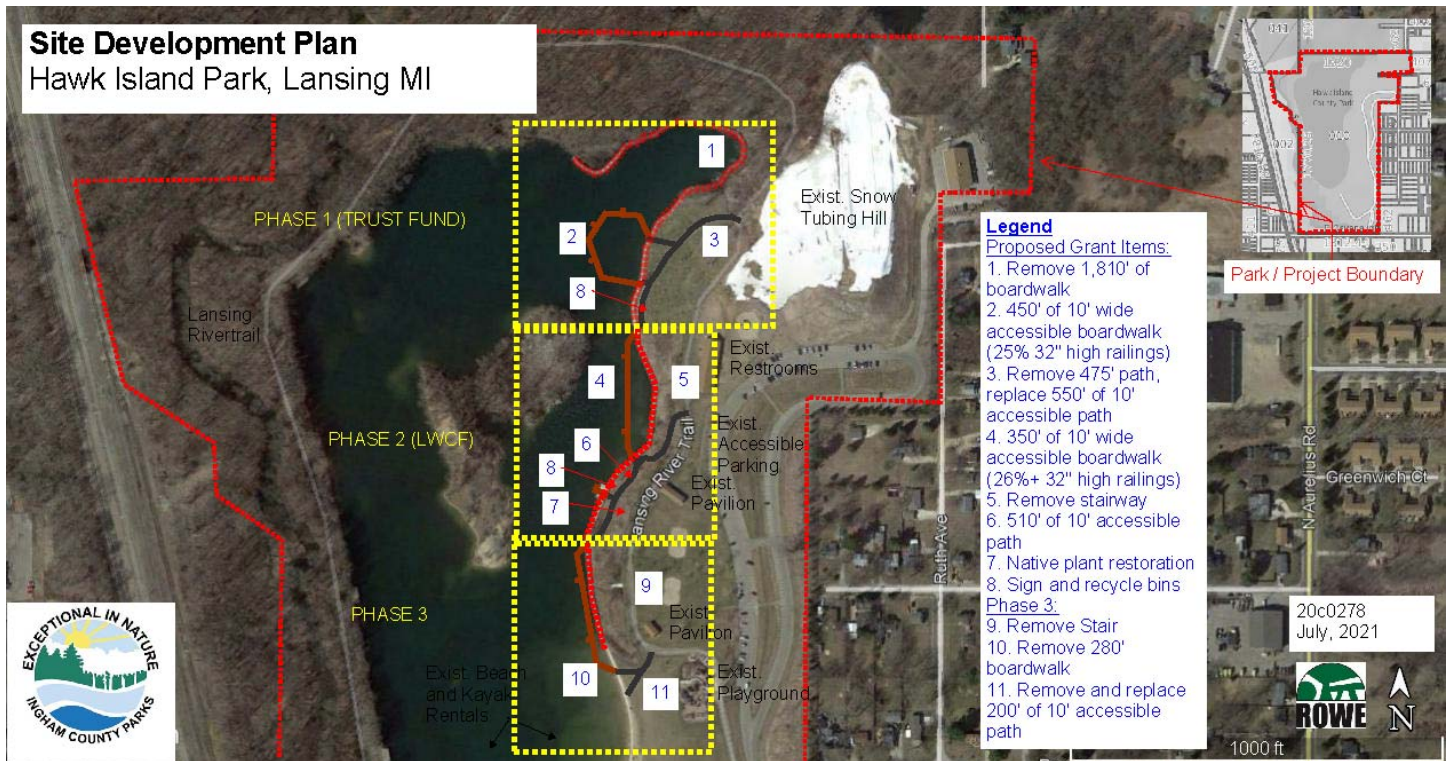 Site Development Plan
Hawk Island Park, Lansing MI
PHASE 1 (TRUST FUND)
Exist. Snow
Tubing Hill
1
2
3
8
Lansing
Rivertrail
Hawk Island
County Park
Park / Project Boundary
PHASE 2 (LWCF)
4
5
6
8
7
Exist.
Restrooms
Exist.
Accessible
Parking
Exist.
Pavilion
Lansing River Trail
PHASE 3
9
10
11
Exist.
Pavilion
Exist.
Playground
Exist. Beach
and Kayak
Rentals
Ruth Ave
N Aurelius Rd
Greenwich Ct
Legend
Proposed Grant Items:
1. Remove 1,810' of
boardwalk
2. 450' of 10' wide
accessible boardwalk
(25% 32" high railings)
3. Remove 475' path,
replace 550' of 10'
accessible path
4. 350' of 10' wide
accessible boardwalk
(26%+ 32" high railings)
5. Remove stairway
6. 510' of 10' accessible
path
7. Native plant restoration
8. Sign and recycle bins
Phase 3:
9. Remove Stair
10. Remove 280'
boardwalk
11. Remove and replace
200' of 10' accessible
path
20c0278
July, 2021
EXCEPTIONAL IN NATURE
INGHAM COUNTY PARKS
ROWE
N
1000 ft